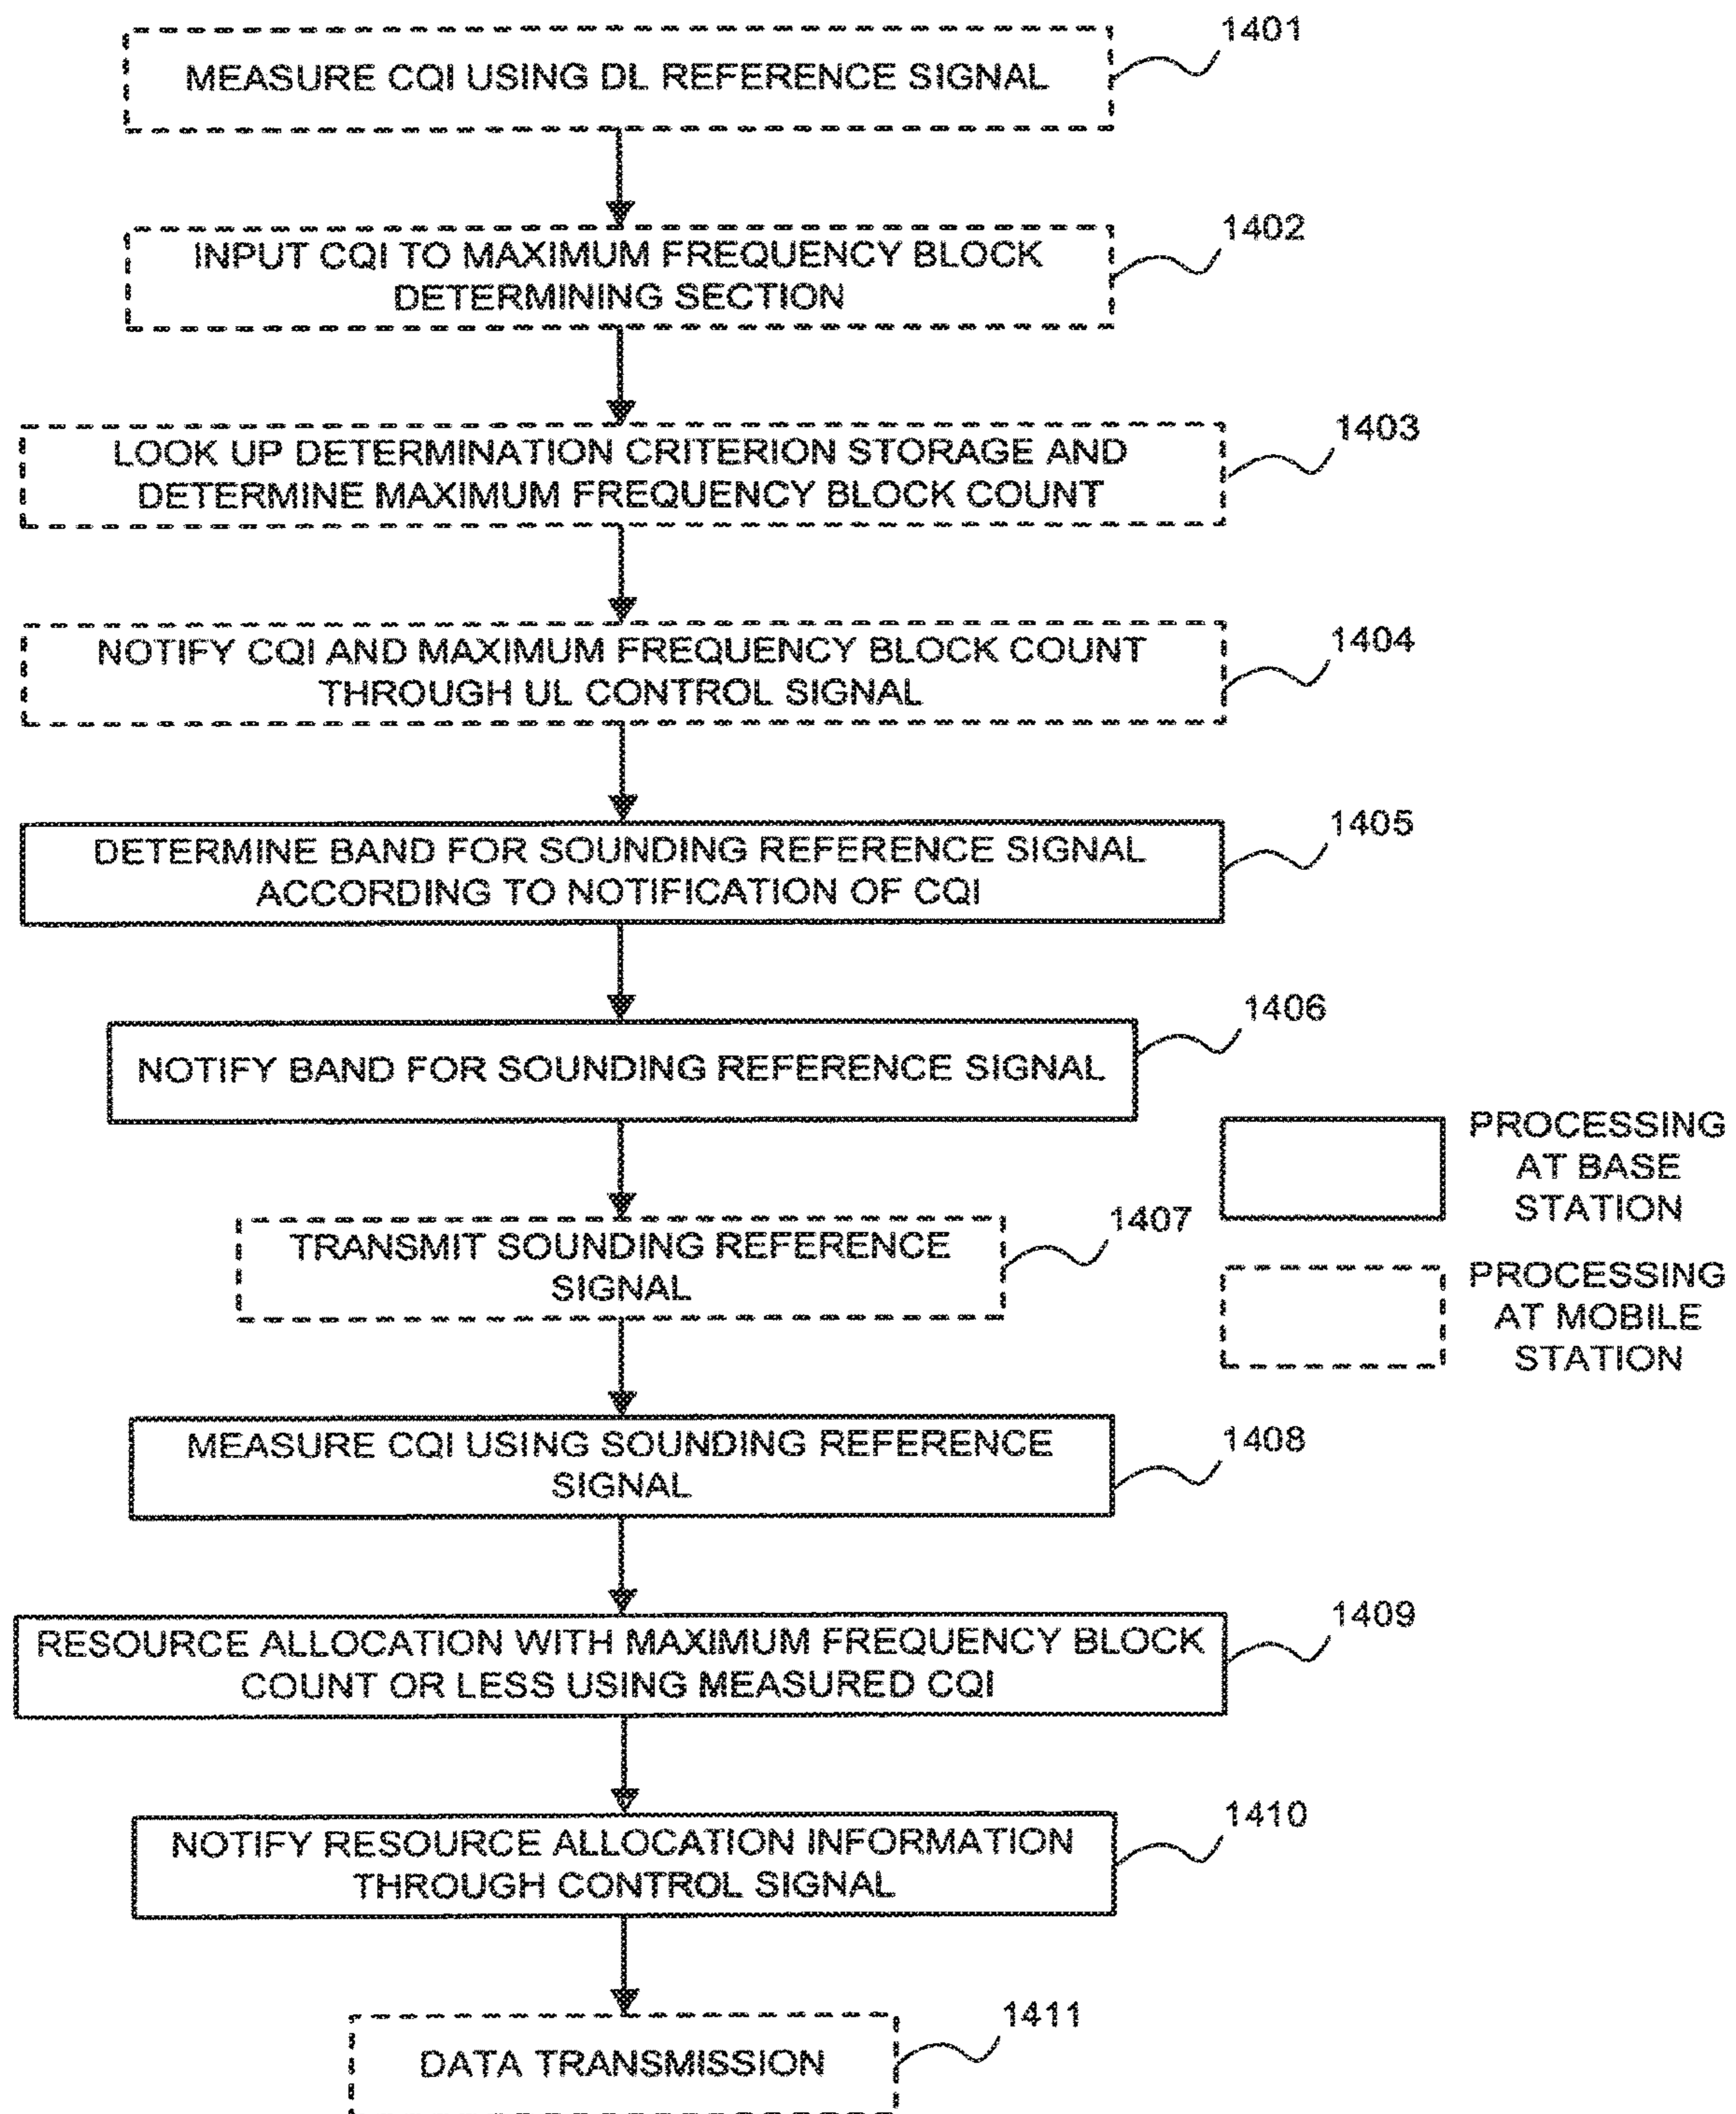 1401
MEASURE CQI USING DL REFERENCE SIGNAL
1402
INPUT CQI TO MAXIMUM FREQUENCY BLOCK
DETERMINING SECTION
1403
LOOK UP DETERMINATION CRITERION STORAGE AND
DETERMINE MAXIMUM FREQUENCY BLOCK COUNT
1404
NOTIFY CQI AND MAXIMUM FREQUENCY BLOCK COUNT
THROUGH UL CONTROL SIGNAL
1405
DETERMINE BAND FOR SOUNDING REFERENCE SIGNAL
ACCORDING TO NOTIFICATION OF CQI
1406
NOTIFY BAND FOR SOUNDING REFERENCE SIGNAL
PROCESSING
AT BASE
STATION
1407
TRANSMIT SOUNDING REFERENCE
SIGNAL
PROCESSING
AT MOBILE
STATION
1408
MEASURE CQI USING SOUNDING REFERENCE
SIGNAL
1409
RESOURCE ALLOCATION WITH MAXIMUM FREQUENCY BLOCK
COUNT OR LESS USING MEASURED CQI
1410
NOTIFY RESOURCE ALLOCATION INFORMATION
THROUGH CONTROL SIGNAL
1411
DATA TRANSMISSION